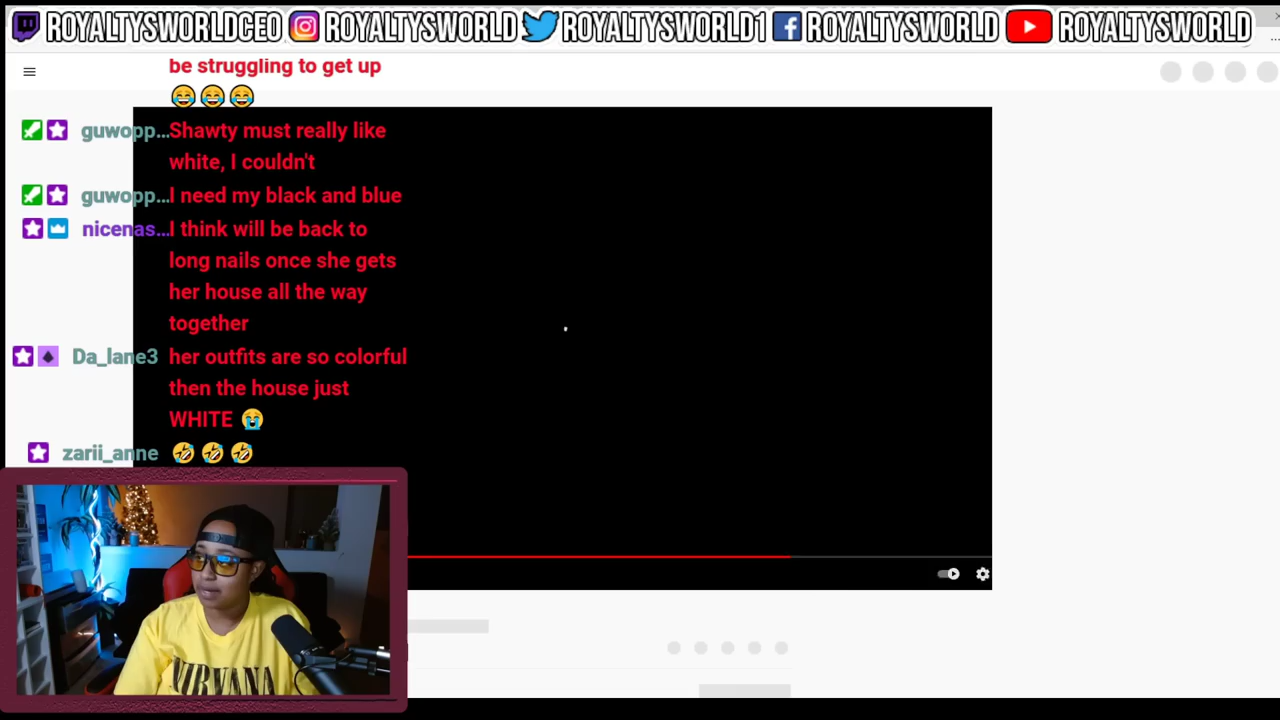 ROYALTYSWORLDCEO ROYALTYSWORLD ROYALTYSWORLD1 ROYALTYSWORLD ROYALTYSWORLD
be struggling to get up
😂😂😂
guwopp... Shawty must really like
white, I couldn't
guwopp... I need my black and blue
nicenas... I think will be back to
long nails once she gets
her house all the way
together
Da_lane3 her outfits are so colorful
then the house just
WHITE 😭
zarii_anne 🤣🤣🤣
NIRVANA